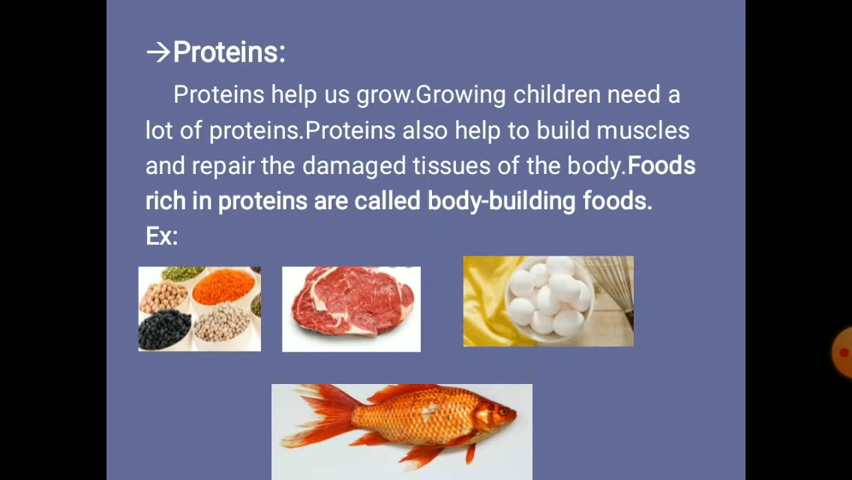 →Proteins:
Proteins help us grow.Growing children need a
lot of proteins.Proteins also help to build muscles
and repair the damaged tissues of the body.Foods
rich in proteins are called body-building foods.
Ex: